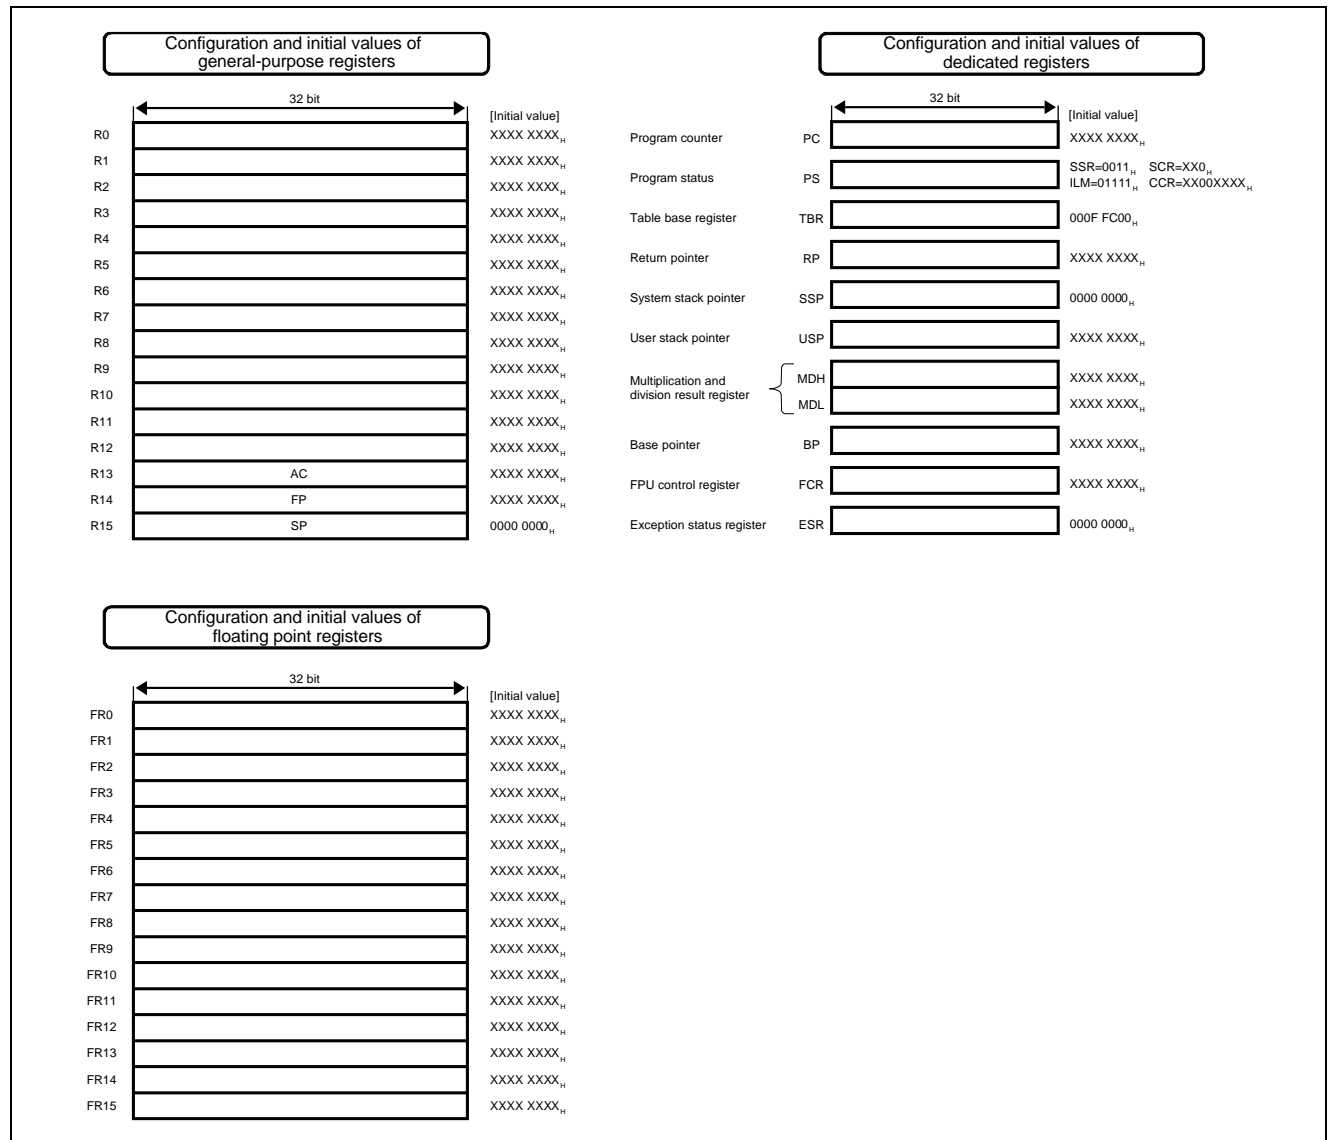 Configuration and initial values of
general-purpose registers
32 bit
[Initial value]
R0 XXXX XXXXH
R1 XXXX XXXXH
R2 XXXX XXXXH
R3 XXXX XXXXH
R4 XXXX XXXXH
R5 XXXX XXXXH
R6 XXXX XXXXH
R7 XXXX XXXXH
R8 XXXX XXXXH
R9 XXXX XXXXH
R10 XXXX XXXXH
R11 XXXX XXXXH
R12 XXXX XXXXH
R13 AC XXXX XXXXH
R14 FP XXXX XXXXH
R15 SP 0000 0000H
Configuration and initial values of
dedicated registers
32 bit
[Initial value]
Program counter PC XXXX XXXXH
Program status PS SSR=0011H SCR=XX0H
ILM=01111H CCR=XX00XXXXH
Table base register TBR 000F FC00H
Return pointer RP XXXX XXXXH
System stack pointer SSP 0000 0000H
User stack pointer USP XXXX XXXXH
Multiplication and
division result register
MDH XXXX XXXXH
MDL XXXX XXXXH
Base pointer BP XXXX XXXXH
FPU control register FCR XXXX XXXXH
Exception status register ESR 0000 0000H
Configuration and initial values of
floating point registers
32 bit
[Initial value]
FR0 XXXX XXXXH
FR1 XXXX XXXXH
FR2 XXXX XXXXH
FR3 XXXX XXXXH
FR4 XXXX XXXXH
FR5 XXXX XXXXH
FR6 XXXX XXXXH
FR7 XXXX XXXXH
FR8 XXXX XXXXH
FR9 XXXX XXXXH
FR10 XXXX XXXXH
FR11 XXXX XXXXH
FR12 XXXX XXXXH
FR13 XXXX XXXXH
FR14 XXXX XXXXH
FR15 XXXX XXXXH